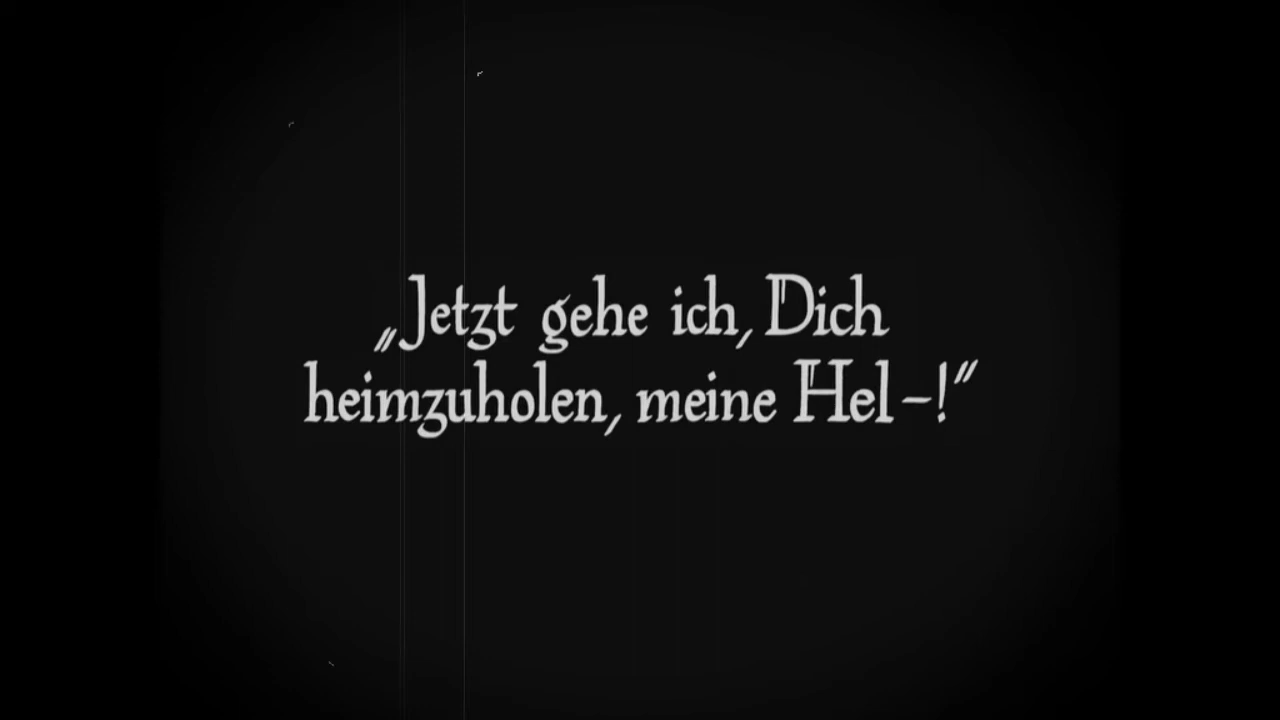 „Jetzt gehe ich, Dich
heimzuholen, meine Hel–!“